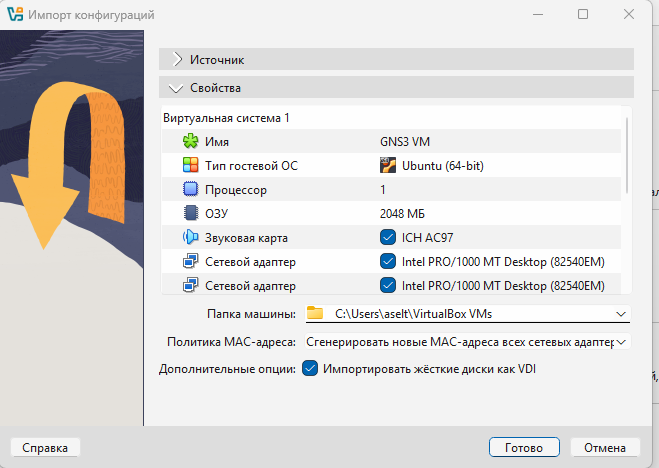 Импорт конфигураций
Источник
Свойства
Виртуальная система 1
Имя GNS3 VM
Тип гостевой ОС Ubuntu (64-bit)
Процессор 1
ОЗУ 2048 МБ
Звуковая карта ICH AC97
Сетевой адаптер Intel PRO/1000 MT Desktop (82540EM)
Сетевой адаптер Intel PRO/1000 MT Desktop (82540EM)
Папка машины: C:\Users\aselt\VirtualBox VMs
Политика MAC-адреса: Сгенерировать новые MAC-адреса всех сетевых адаптер
Дополнительные опции: Импортировать жёсткие диски как VDI
Справка Готово Отмена